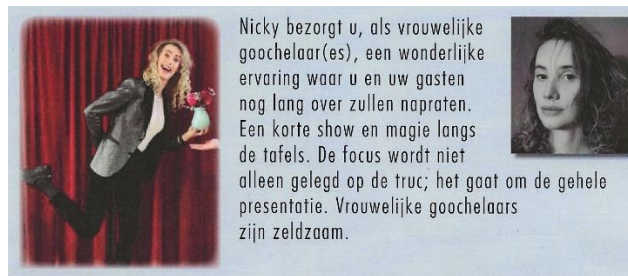 Nicky bezorgt u, als vrouwelijke
goochelaar(es), een wonderlijke
ervaring waar u en uw gasten
nog lang over zullen napraten.
Een korte show en magie langs
de tafels. De focus wordt niet
alleen gelegd op de truc; het gaat om de gehele
presentatie. Vrouwelijke goochelaars
zijn zeldzaam.